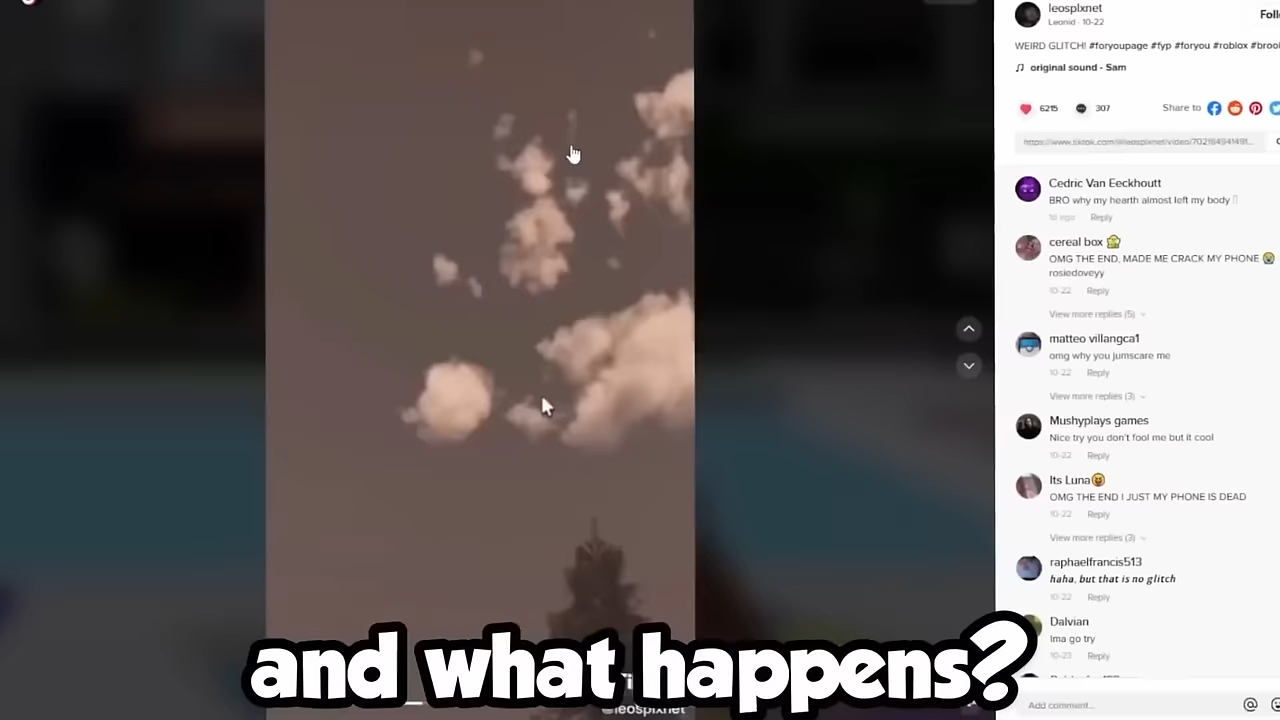 leosplxnet
Leonid · 10-22
WEIRD GLITCH! #foryoupage #fyp #foryou #roblox
original sound - Sam
6215
307
Share to
Cedric Van Eeckhoutt
BRO why my hearth almost left my body
1d ago Reply
cereal box
OMG THE END, MADE ME CRACK MY PHONE
rosiedoveyy
10-22 Reply
View more replies (5)
matteo villangca1
omg why you jumscare me
10-22 Reply
View more replies (3)
Mushyplays games
Nice try you don't fool me but it cool
10-22 Reply
Its Luna
OMG THE END I JUST MY PHONE IS DEAD
10-22 Reply
View more replies (3)
raphaelfrancis513
haha, but that is no glitch
10-22 Reply
Dalvian
Ima go try
10-23 Reply
Add comment...
and what happens?
@leosplxnet